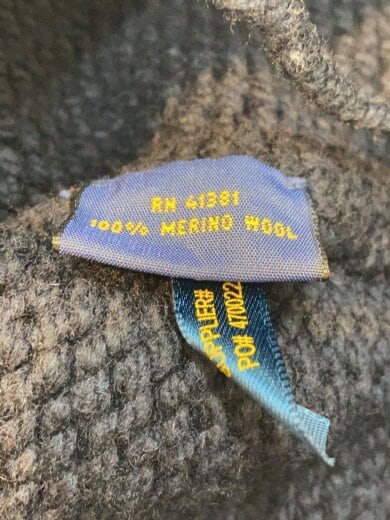 RN 41381
100% MERINO WOOL
SUPPLIER#
PO# 470022